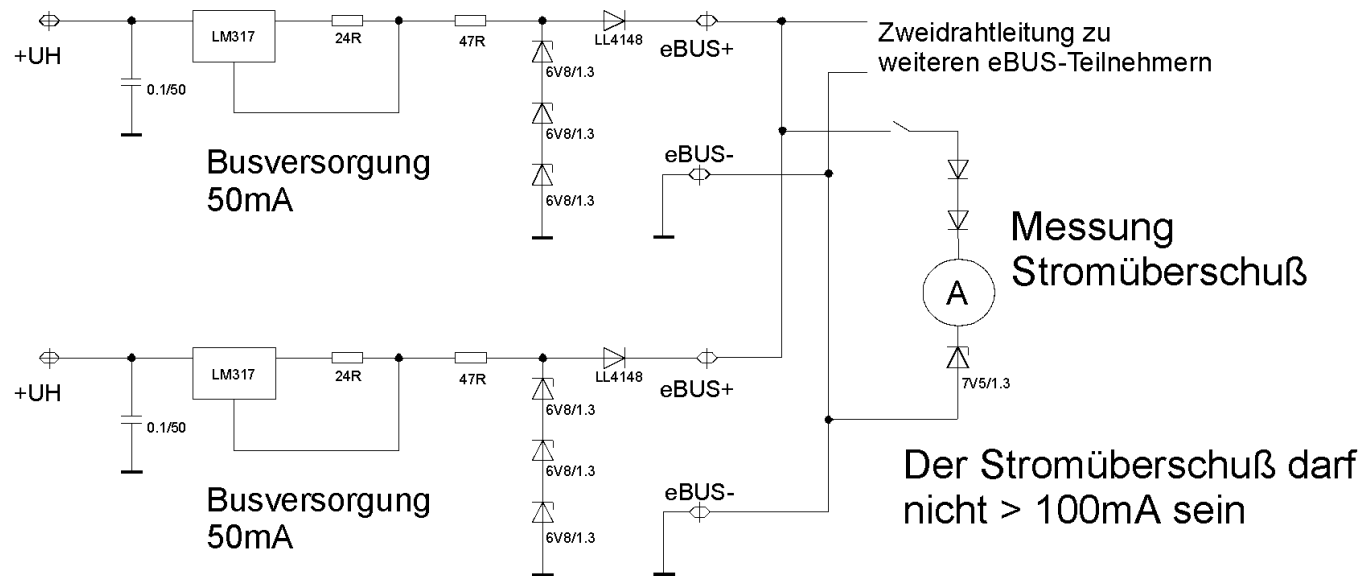 LM317
24R
47R
LL4148
eBUS+
+UH
0.1/50
6V8/1.3
6V8/1.3
6V8/1.3
Busversorgung
50mA
eBUS-
Zweidrahtleitung zu
weiteren eBUS-Teilnehmern
A
Messung
Stromüberschuß
7V5/1.3
LM317
24R
47R
LL4148
eBUS+
+UH
0.1/50
6V8/1.3
6V8/1.3
6V8/1.3
Busversorgung
50mA
eBUS-
Der Stromüberschuß darf
nicht > 100mA sein